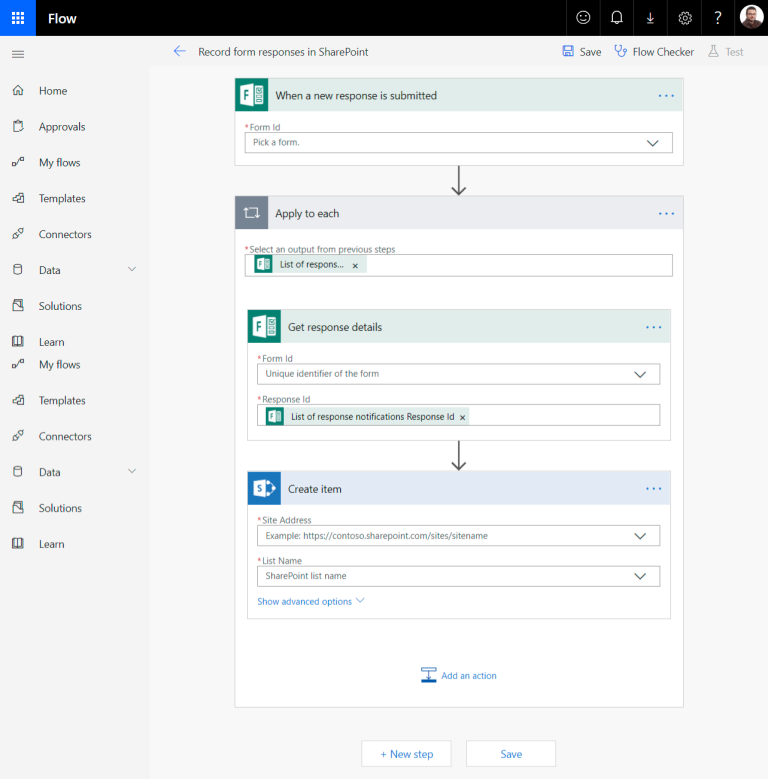 Flow
?
Record form responses in SharePoint
Save
Flow Checker
Test
Home
Approvals
My flows
Templates
Connectors
Data
Solutions
Learn
My flows
Templates
Connectors
Data
Solutions
Learn
F
When a new response is submitted
...
*Form Id
Pick a form.
Apply to each
...
*Select an output from previous steps
F
List of respons... x
F
Get response details
...
*Form Id
Unique identifier of the form
*Response Id
F
List of response notifications Response Id x
S
Create item
...
*Site Address
Example: https://contoso.sharepoint.com/sites/sitename
*List Name
SharePoint list name
Show advanced options
Add an action
+ New step
Save